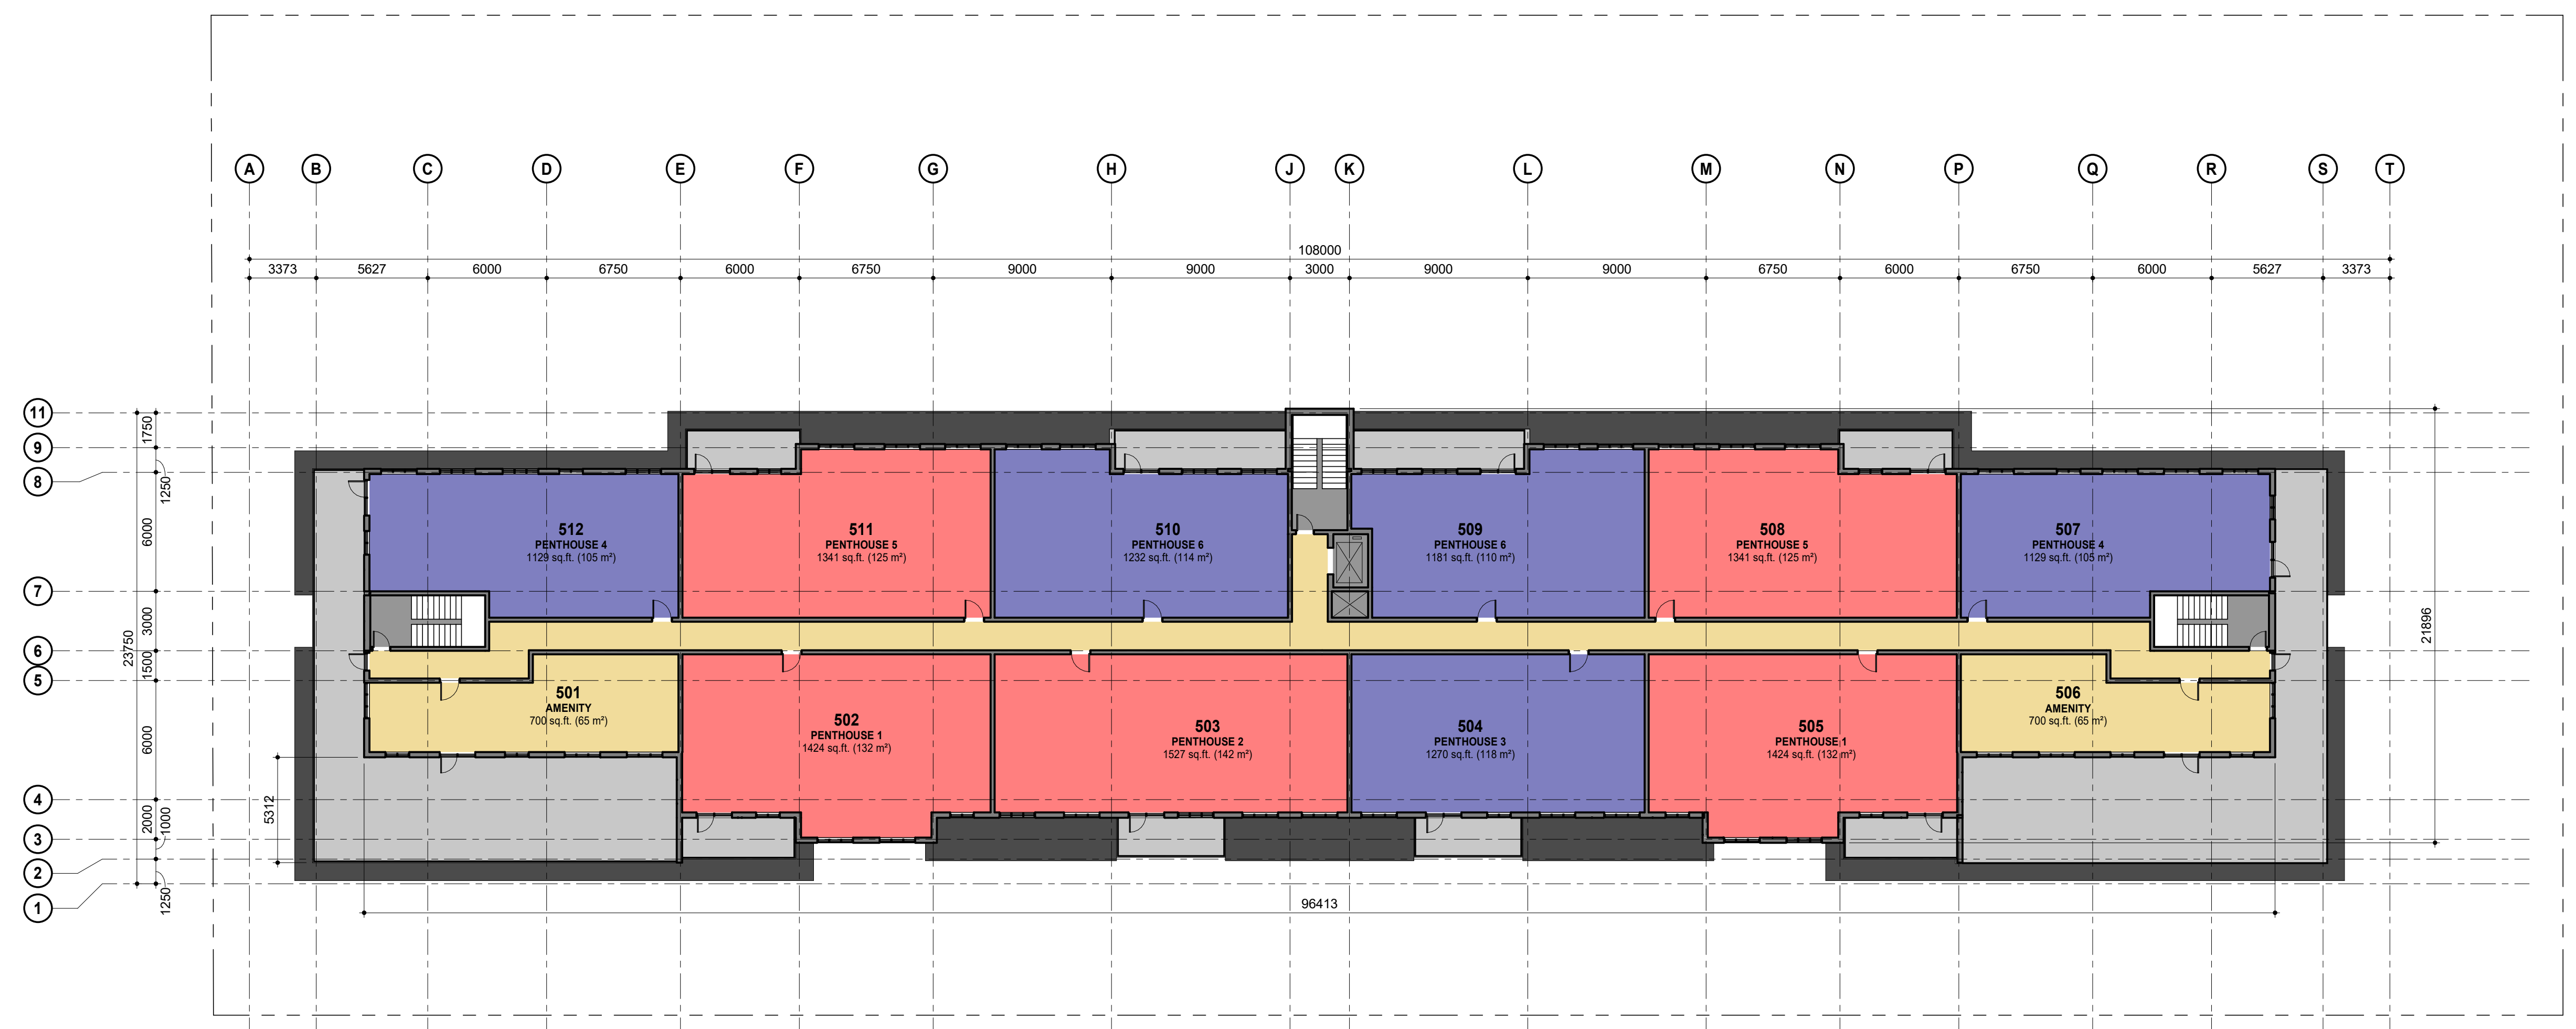 A B C D E F G H J K L M N P Q R S T
108000
3373 5627 6000 6750 6000 6750 9000 9000 3000 9000 9000 6750 6000 6750 6000 5627 3373
11
9
8
7
6
5
4
3
2
1
1750
1250
6000
3000
1500
6000
2000
1000
1250
23750
5312
21896
96413
512
PENTHOUSE 4
1129 sq.ft. (105 m²)
511
PENTHOUSE 5
1341 sq.ft. (125 m²)
510
PENTHOUSE 6
1232 sq.ft. (114 m²)
509
PENTHOUSE 6
1181 sq.ft. (110 m²)
508
PENTHOUSE 5
1341 sq.ft. (125 m²)
507
PENTHOUSE 4
1129 sq.ft. (105 m²)
501
AMENITY
700 sq.ft. (65 m²)
502
PENTHOUSE 1
1424 sq.ft. (132 m²)
503
PENTHOUSE 2
1527 sq.ft. (142 m²)
504
PENTHOUSE 3
1270 sq.ft. (118 m²)
505
PENTHOUSE 1
1424 sq.ft. (132 m²)
506
AMENITY
700 sq.ft. (65 m²)